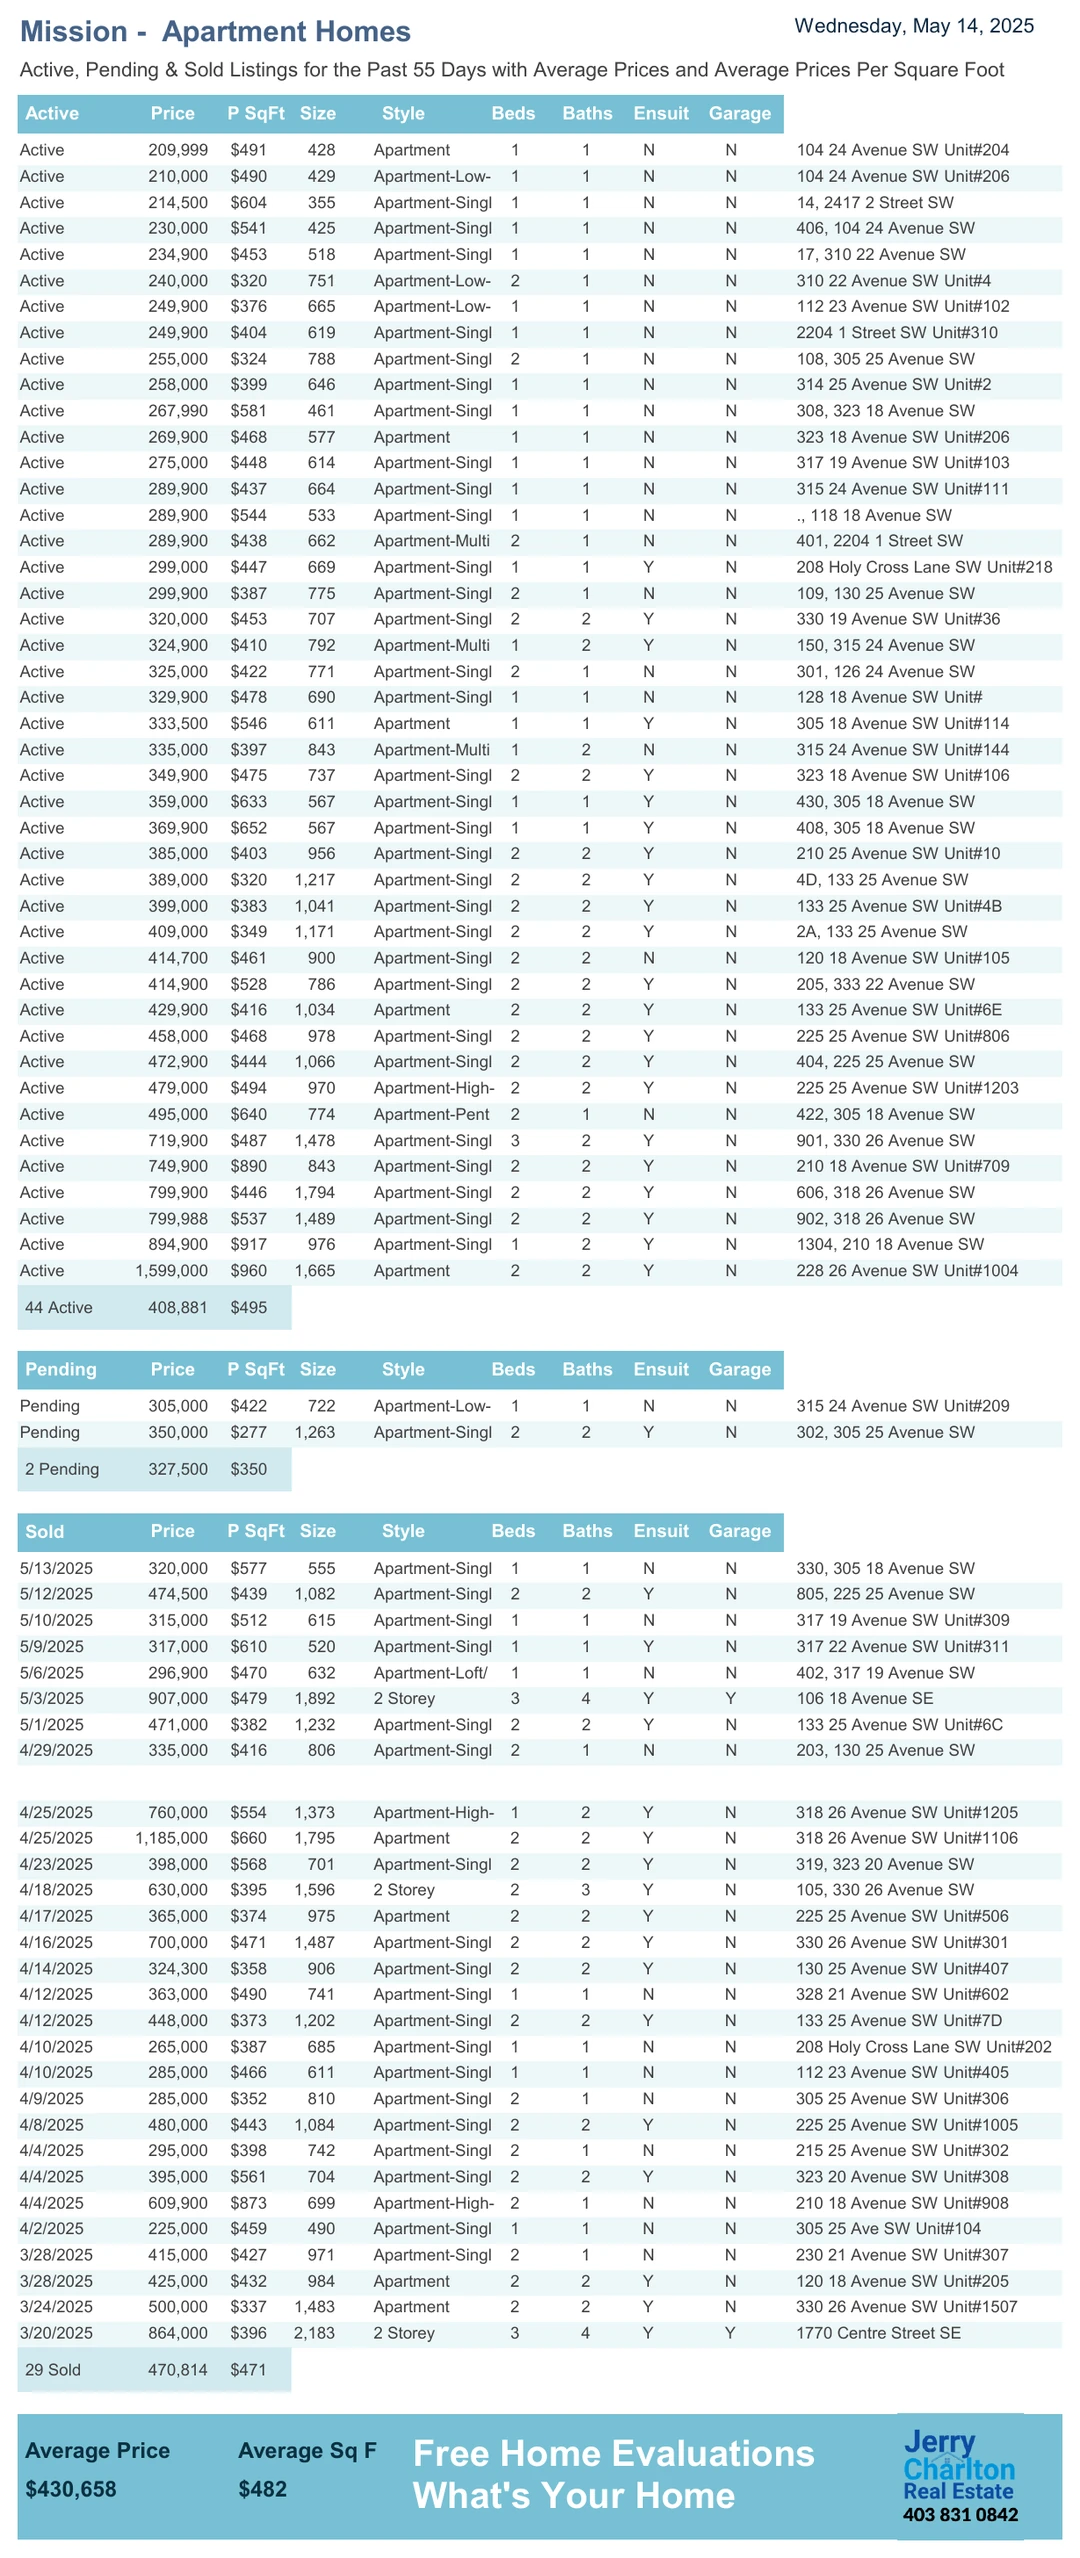 Mission - Apartment Homes
Wednesday, May 14, 2025
Active, Pending & Sold Listings for the Past 55 Days with Average Prices and Average Prices Per Square Foot
Active Price P SqFt Size Style Beds Baths Ensuit Garage
Active 209,999 $491 428 Apartment 1 1 N N 104 24 Avenue SW Unit#204
Active 210,000 $490 429 Apartment-Low- 1 1 N N 104 24 Avenue SW Unit#206
Active 214,500 $604 355 Apartment-Singl 1 1 N N 14, 2417 2 Street SW
Active 230,000 $541 425 Apartment-Singl 1 1 N N 406, 104 24 Avenue SW
Active 234,900 $453 518 Apartment-Singl 1 1 N N 17, 310 22 Avenue SW
Active 240,000 $320 751 Apartment-Low- 2 1 N N 310 22 Avenue SW Unit#4
Active 249,900 $376 665 Apartment-Low- 1 1 N N 112 23 Avenue SW Unit#102
Active 249,900 $404 619 Apartment-Singl 1 1 N N 2204 1 Street SW Unit#310
Active 255,000 $324 788 Apartment-Singl 2 1 N N 108, 305 25 Avenue SW
Active 258,000 $399 646 Apartment-Singl 1 1 N N 314 25 Avenue SW Unit#2
Active 267,990 $581 461 Apartment-Singl 1 1 N N 308, 323 18 Avenue SW
Active 269,900 $468 577 Apartment 1 1 N N 323 18 Avenue SW Unit#206
Active 275,000 $448 614 Apartment-Singl 1 1 N N 317 19 Avenue SW Unit#103
Active 289,900 $437 664 Apartment-Singl 1 1 N N 315 24 Avenue SW Unit#111
Active 289,900 $544 533 Apartment-Singl 1 1 N N ., 118 18 Avenue SW
Active 289,900 $438 662 Apartment-Multi 2 1 N N 401, 2204 1 Street SW
Active 299,000 $447 669 Apartment-Singl 1 1 Y N 208 Holy Cross Lane SW Unit#218
Active 299,900 $387 775 Apartment-Singl 2 1 N N 109, 130 25 Avenue SW
Active 320,000 $453 707 Apartment-Singl 2 2 Y N 330 19 Avenue SW Unit#36
Active 324,900 $410 792 Apartment-Multi 1 2 Y N 150, 315 24 Avenue SW
Active 325,000 $422 771 Apartment-Singl 2 1 N N 301, 126 24 Avenue SW
Active 329,900 $478 690 Apartment-Singl 1 1 N N 128 18 Avenue SW Unit#
Active 333,500 $546 611 Apartment 1 1 Y N 305 18 Avenue SW Unit#114
Active 335,000 $397 843 Apartment-Multi 1 2 N N 315 24 Avenue SW Unit#144
Active 349,900 $475 737 Apartment-Singl 2 2 Y N 323 18 Avenue SW Unit#106
Active 359,000 $633 567 Apartment-Singl 1 1 Y N 430, 305 18 Avenue SW
Active 369,900 $652 567 Apartment-Singl 1 1 Y N 408, 305 18 Avenue SW
Active 385,000 $403 956 Apartment-Singl 2 2 Y N 210 25 Avenue SW Unit#10
Active 389,000 $320 1,217 Apartment-Singl 2 2 Y N 4D, 133 25 Avenue SW
Active 399,000 $383 1,041 Apartment-Singl 2 2 Y N 133 25 Avenue SW Unit#4B
Active 409,000 $349 1,171 Apartment-Singl 2 2 Y N 2A, 133 25 Avenue SW
Active 414,700 $461 900 Apartment-Singl 2 2 N N 120 18 Avenue SW Unit#105
Active 414,900 $528 786 Apartment-Singl 2 2 Y N 205, 333 22 Avenue SW
Active 429,900 $416 1,034 Apartment 2 2 Y N 133 25 Avenue SW Unit#6E
Active 458,000 $468 978 Apartment-Singl 2 2 Y N 225 25 Avenue SW Unit#806
Active 472,900 $444 1,066 Apartment-Singl 2 2 Y N 404, 225 25 Avenue SW
Active 479,000 $494 970 Apartment-High- 2 2 Y N 225 25 Avenue SW Unit#1203
Active 495,000 $640 774 Apartment-Pent 2 1 N N 422, 305 18 Avenue SW
Active 719,900 $487 1,478 Apartment-Singl 3 2 Y N 901, 330 26 Avenue SW
Active 749,900 $890 843 Apartment-Singl 2 2 Y N 210 18 Avenue SW Unit#709
Active 799,900 $446 1,794 Apartment-Singl 2 2 Y N 606, 318 26 Avenue SW
Active 799,988 $537 1,489 Apartment-Singl 2 2 Y N 902, 318 26 Avenue SW
Active 894,900 $917 976 Apartment-Singl 1 2 Y N 1304, 210 18 Avenue SW
Active 1,599,000 $960 1,665 Apartment 2 2 Y N 228 26 Avenue SW Unit#1004
44 Active 408,881 $495
Pending Price P SqFt Size Style Beds Baths Ensuit Garage
Pending 305,000 $422 722 Apartment-Low- 1 1 N N 315 24 Avenue SW Unit#209
Pending 350,000 $277 1,263 Apartment-Singl 2 2 Y N 302, 305 25 Avenue SW
2 Pending 327,500 $350
Sold Price P SqFt Size Style Beds Baths Ensuit Garage
5/13/2025 320,000 $577 555 Apartment-Singl 1 1 N N 330, 305 18 Avenue SW
5/12/2025 474,500 $439 1,082 Apartment-Singl 2 2 Y N 805, 225 25 Avenue SW
5/10/2025 315,000 $512 615 Apartment-Singl 1 1 N N 317 19 Avenue SW Unit#309
5/9/2025 317,000 $610 520 Apartment-Singl 1 1 Y N 317 22 Avenue SW Unit#311
5/6/2025 296,900 $470 632 Apartment-Loft/ 1 1 N N 402, 317 19 Avenue SW
5/3/2025 907,000 $479 1,892 2 Storey 3 4 Y Y 106 18 Avenue SE
5/1/2025 471,000 $382 1,232 Apartment-Singl 2 2 Y N 133 25 Avenue SW Unit#6C
4/29/2025 335,000 $416 806 Apartment-Singl 2 1 N N 203, 130 25 Avenue SW
4/25/2025 760,000 $554 1,373 Apartment-High- 1 2 Y N 318 26 Avenue SW Unit#1205
4/25/2025 1,185,000 $660 1,795 Apartment 2 2 Y N 318 26 Avenue SW Unit#1106
4/23/2025 398,000 $568 701 Apartment-Singl 2 2 Y N 319, 323 20 Avenue SW
4/18/2025 630,000 $395 1,596 2 Storey 2 3 Y N 105, 330 26 Avenue SW
4/17/2025 365,000 $374 975 Apartment 2 2 Y N 225 25 Avenue SW Unit#506
4/16/2025 700,000 $471 1,487 Apartment-Singl 2 2 Y N 330 26 Avenue SW Unit#301
4/14/2025 324,300 $358 906 Apartment-Singl 2 2 Y N 130 25 Avenue SW Unit#407
4/12/2025 363,000 $490 741 Apartment-Singl 1 1 N N 328 21 Avenue SW Unit#602
4/12/2025 448,000 $373 1,202 Apartment-Singl 2 2 Y N 133 25 Avenue SW Unit#7D
4/10/2025 265,000 $387 685 Apartment-Singl 1 1 N N 208 Holy Cross Lane SW Unit#202
4/10/2025 285,000 $466 611 Apartment-Singl 1 1 N N 112 23 Avenue SW Unit#405
4/9/2025 285,000 $352 810 Apartment-Singl 2 1 N N 305 25 Avenue SW Unit#306
4/8/2025 480,000 $443 1,084 Apartment-Singl 2 2 Y N 225 25 Avenue SW Unit#1005
4/4/2025 295,000 $398 742 Apartment-Singl 2 1 N N 215 25 Avenue SW Unit#302
4/4/2025 395,000 $561 704 Apartment-Singl 2 2 Y N 323 20 Avenue SW Unit#308
4/4/2025 609,900 $873 699 Apartment-High- 2 1 N N 210 18 Avenue SW Unit#908
4/2/2025 225,000 $459 490 Apartment-Singl 1 1 N N 305 25 Ave SW Unit#104
3/28/2025 415,000 $427 971 Apartment-Singl 2 1 N N 230 21 Avenue SW Unit#307
3/28/2025 425,000 $432 984 Apartment 2 2 Y N 120 18 Avenue SW Unit#205
3/24/2025 500,000 $337 1,483 Apartment 2 2 Y N 330 26 Avenue SW Unit#1507
3/20/2025 864,000 $396 2,183 2 Storey 3 4 Y Y 1770 Centre Street SE
29 Sold 470,814 $471
Average Price Average Sq F
$430,658 $482
Free Home Evaluations
What's Your Home
Jerry
Charlton
Real Estate
403 831 0842